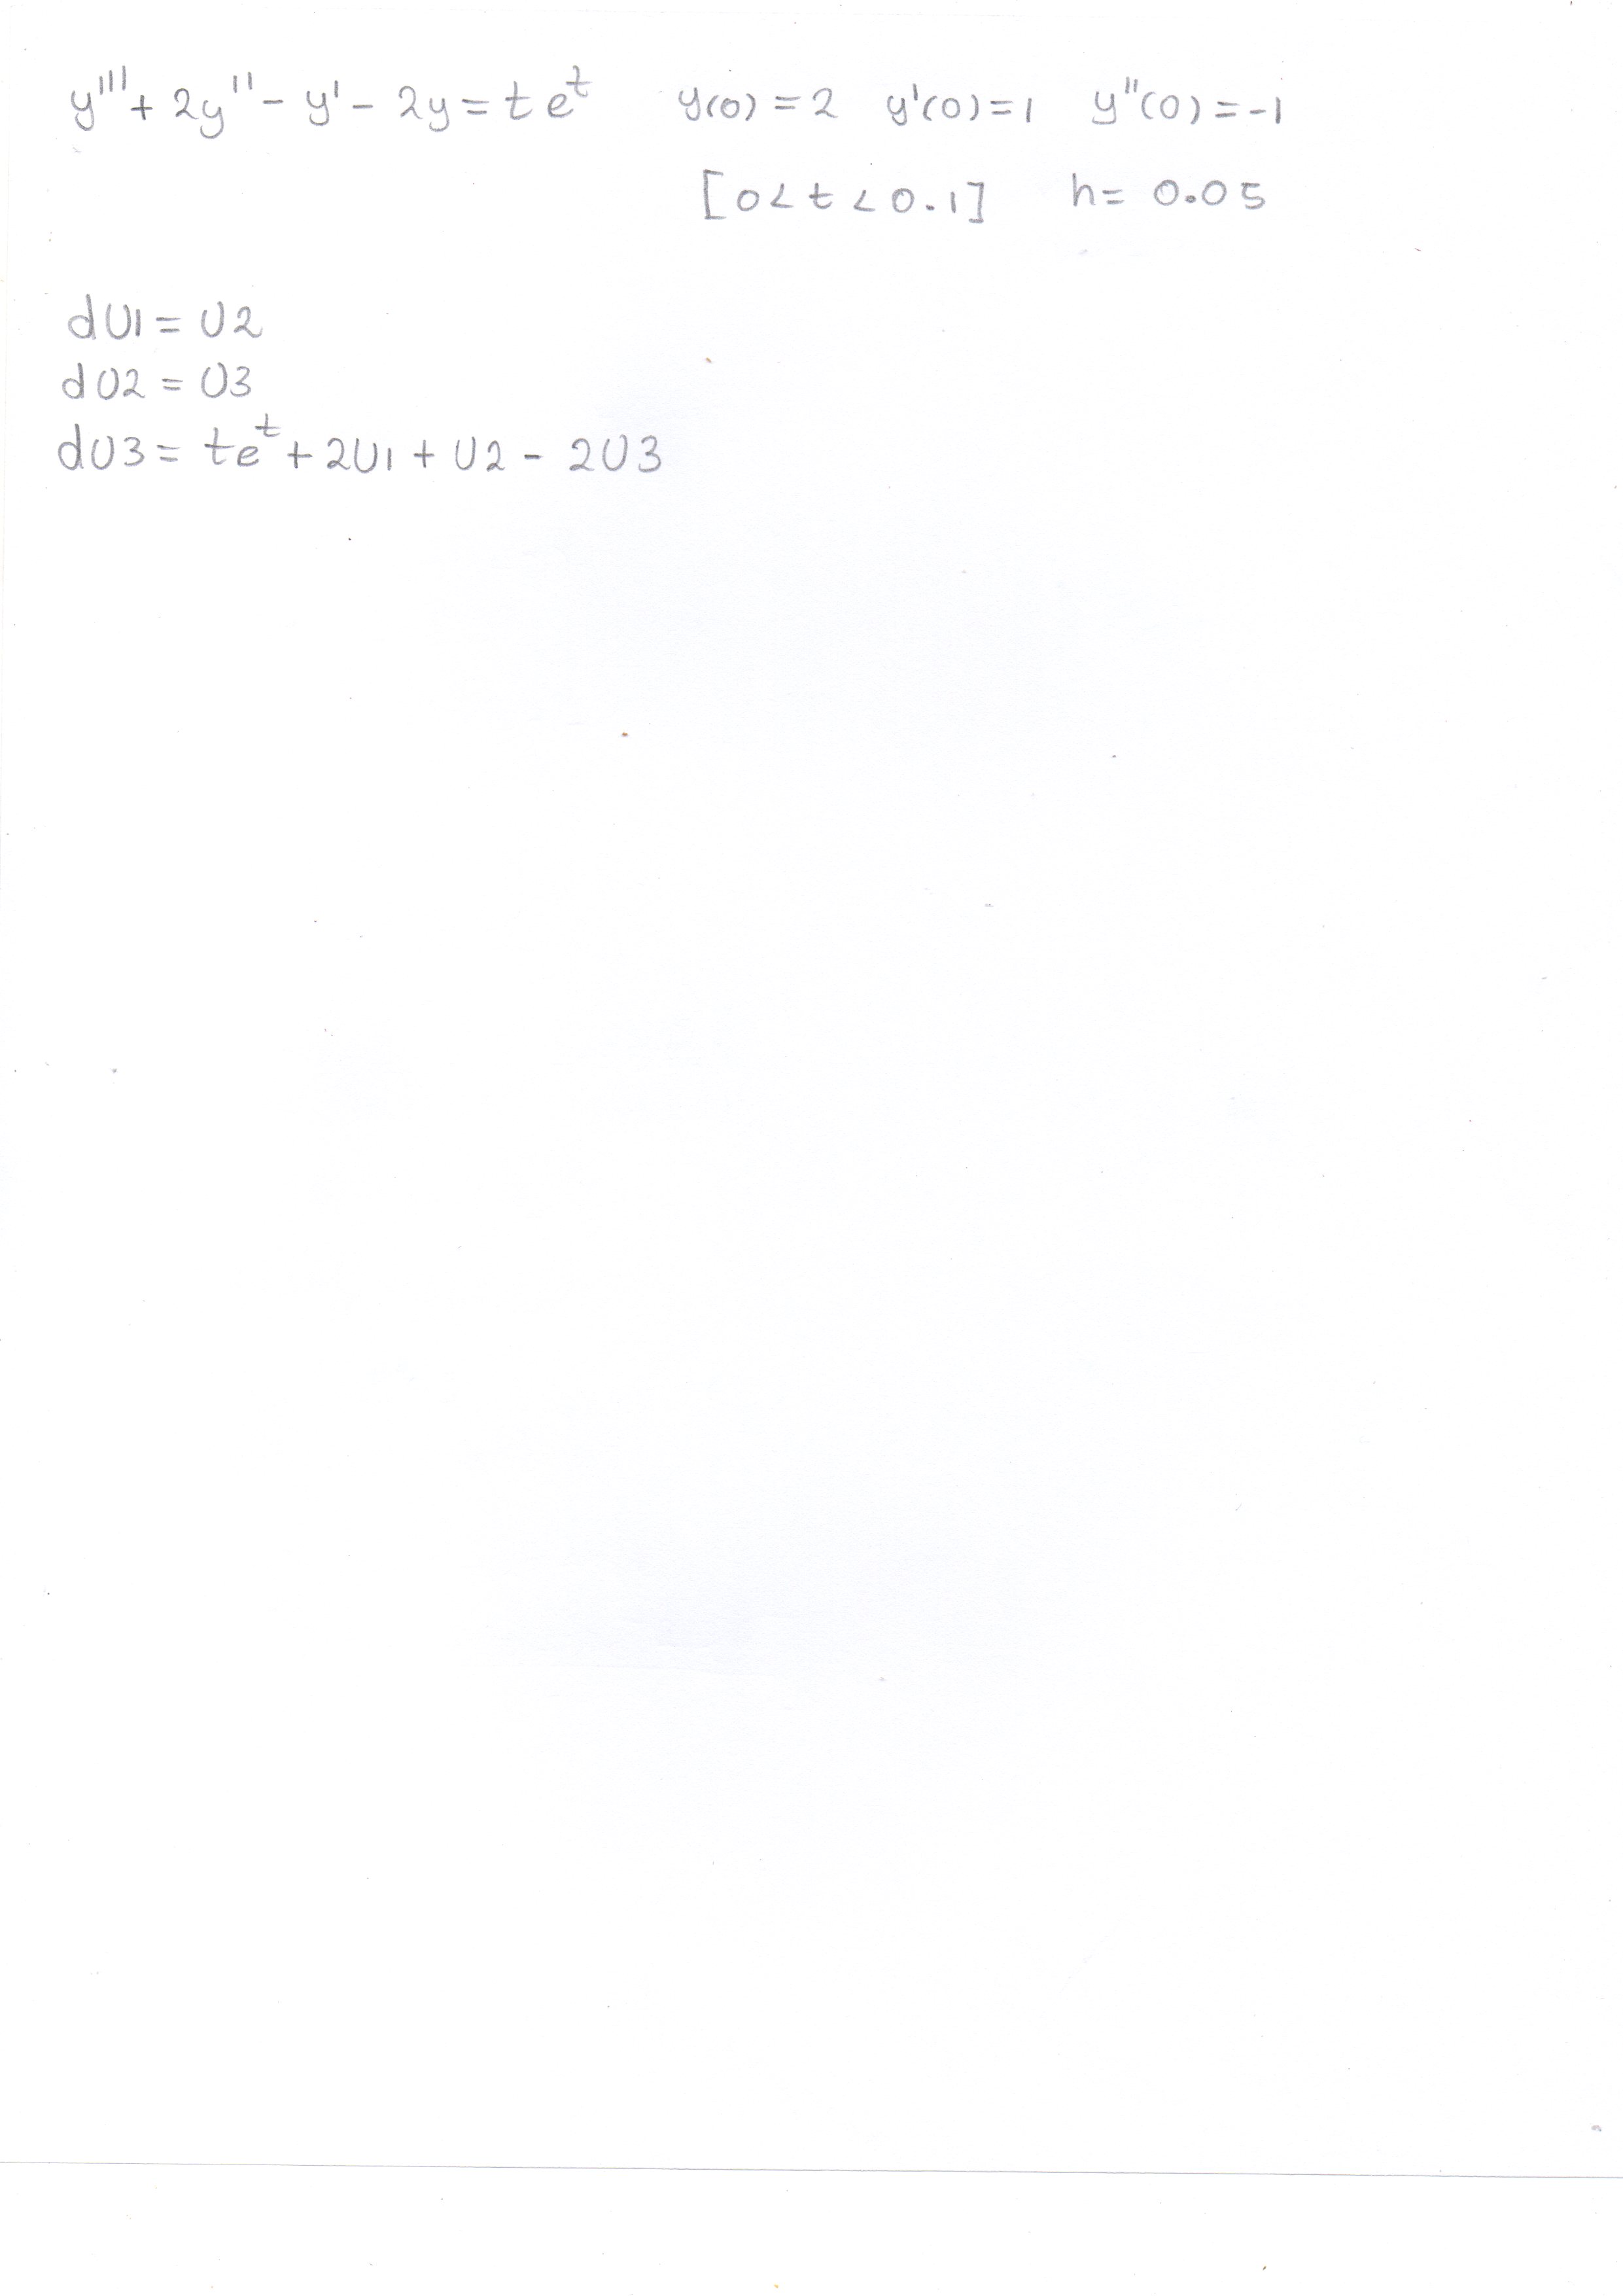 y'''+ 2y'' - y' - 2y = te^t y(0) = 2 y'(0) = 1 y''(0) = -1
[0<t<0.1] h= 0.05
dU1 = U2
dU2 = U3
dU3 = te^t + 2U1 + U2 - 2U3